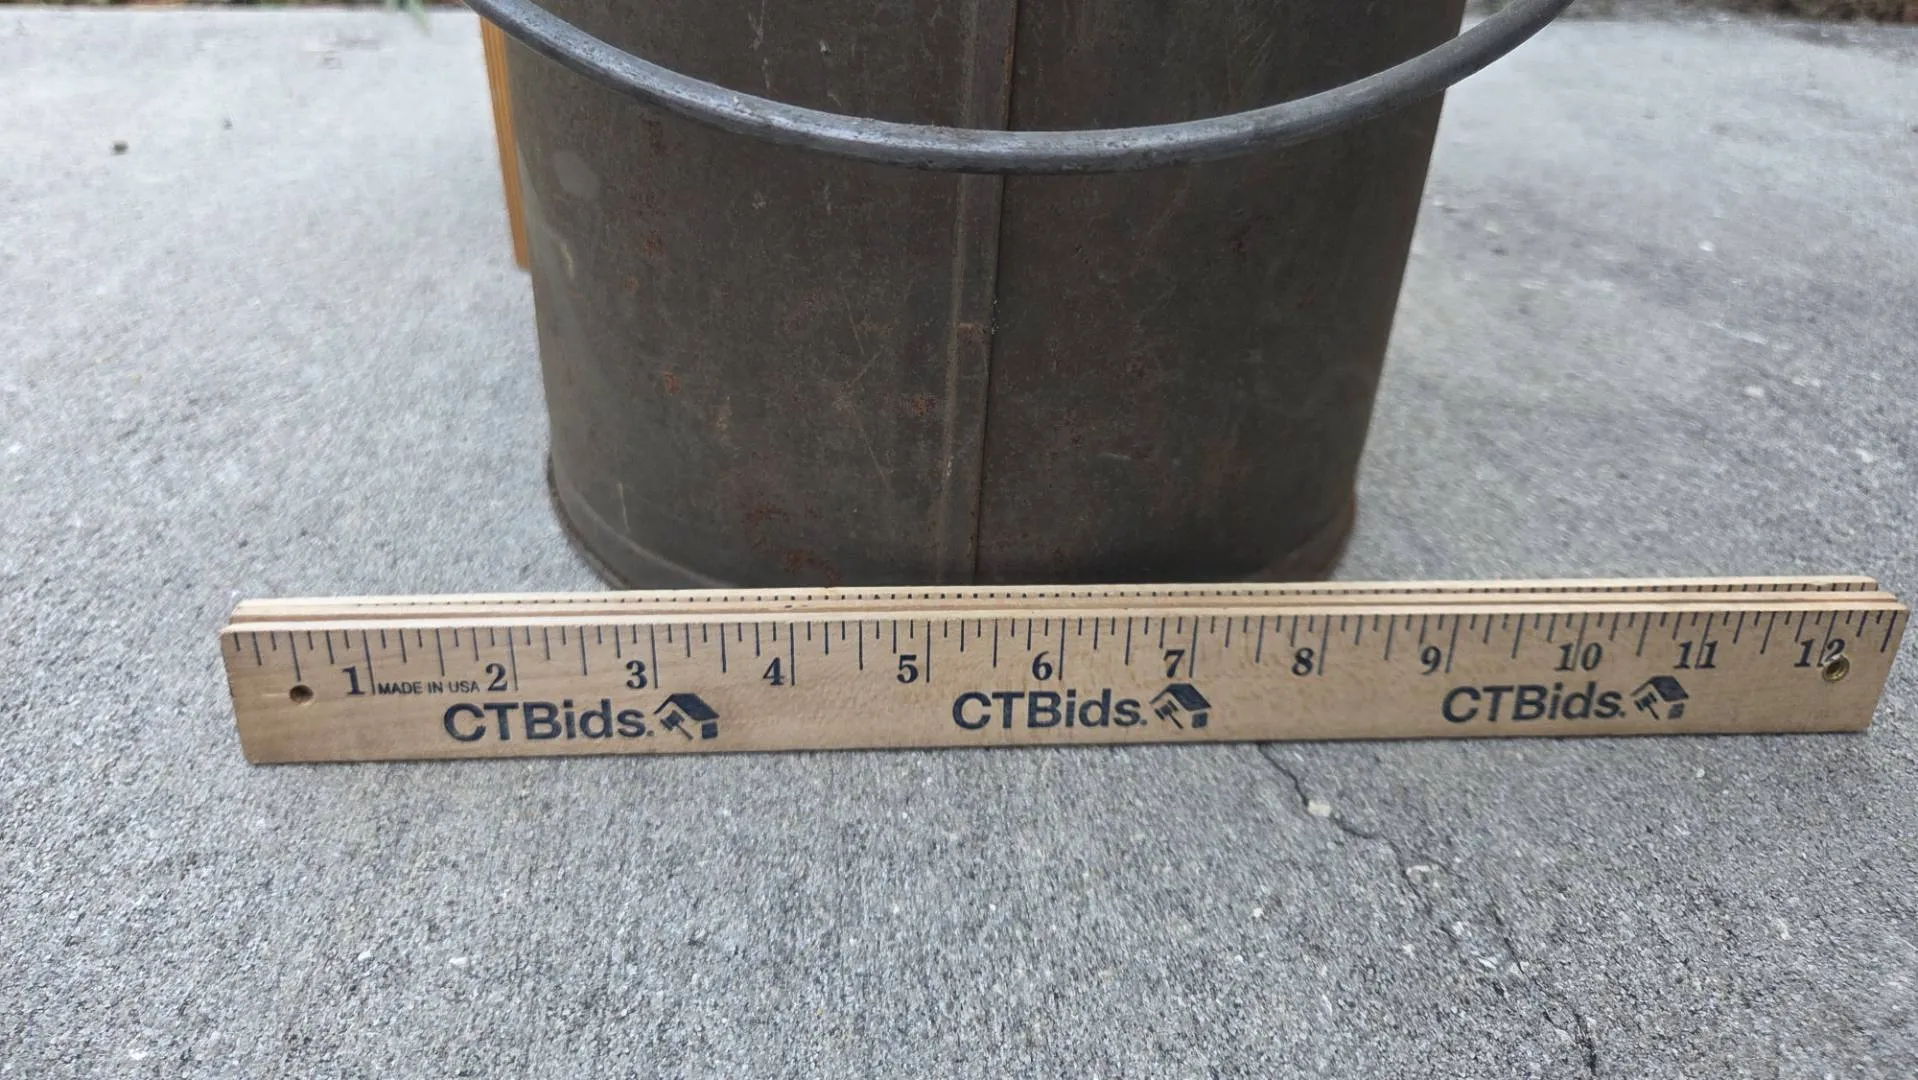 1 2 3 4 5 6 7 8 9 10 11 12
MADE IN USA
CTBids. CTBids. CTBids.